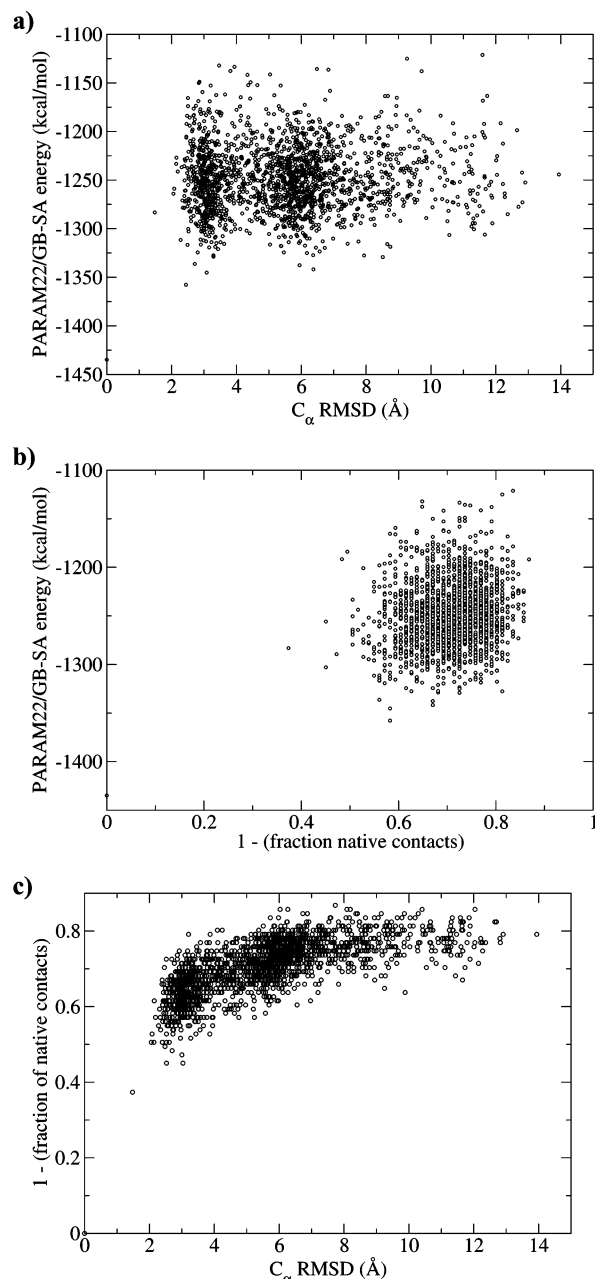 a)
-1100
-1150
-1200
-1250
-1300
-1350
-1400
-1450
PARAM22/GB-SA energy (kcal/mol)
0 2 4 6 8 10 12 14
Cα RMSD (Å)
b)
-1100
-1200
-1300
-1400
PARAM22/GB-SA energy (kcal/mol)
0 0.2 0.4 0.6 0.8 1
1 - (fraction native contacts)
c)
0.8
0.6
0.4
0.2
0
1 - (fraction of native contacts)
0 2 4 6 8 10 12 14
Cα RMSD (Å)